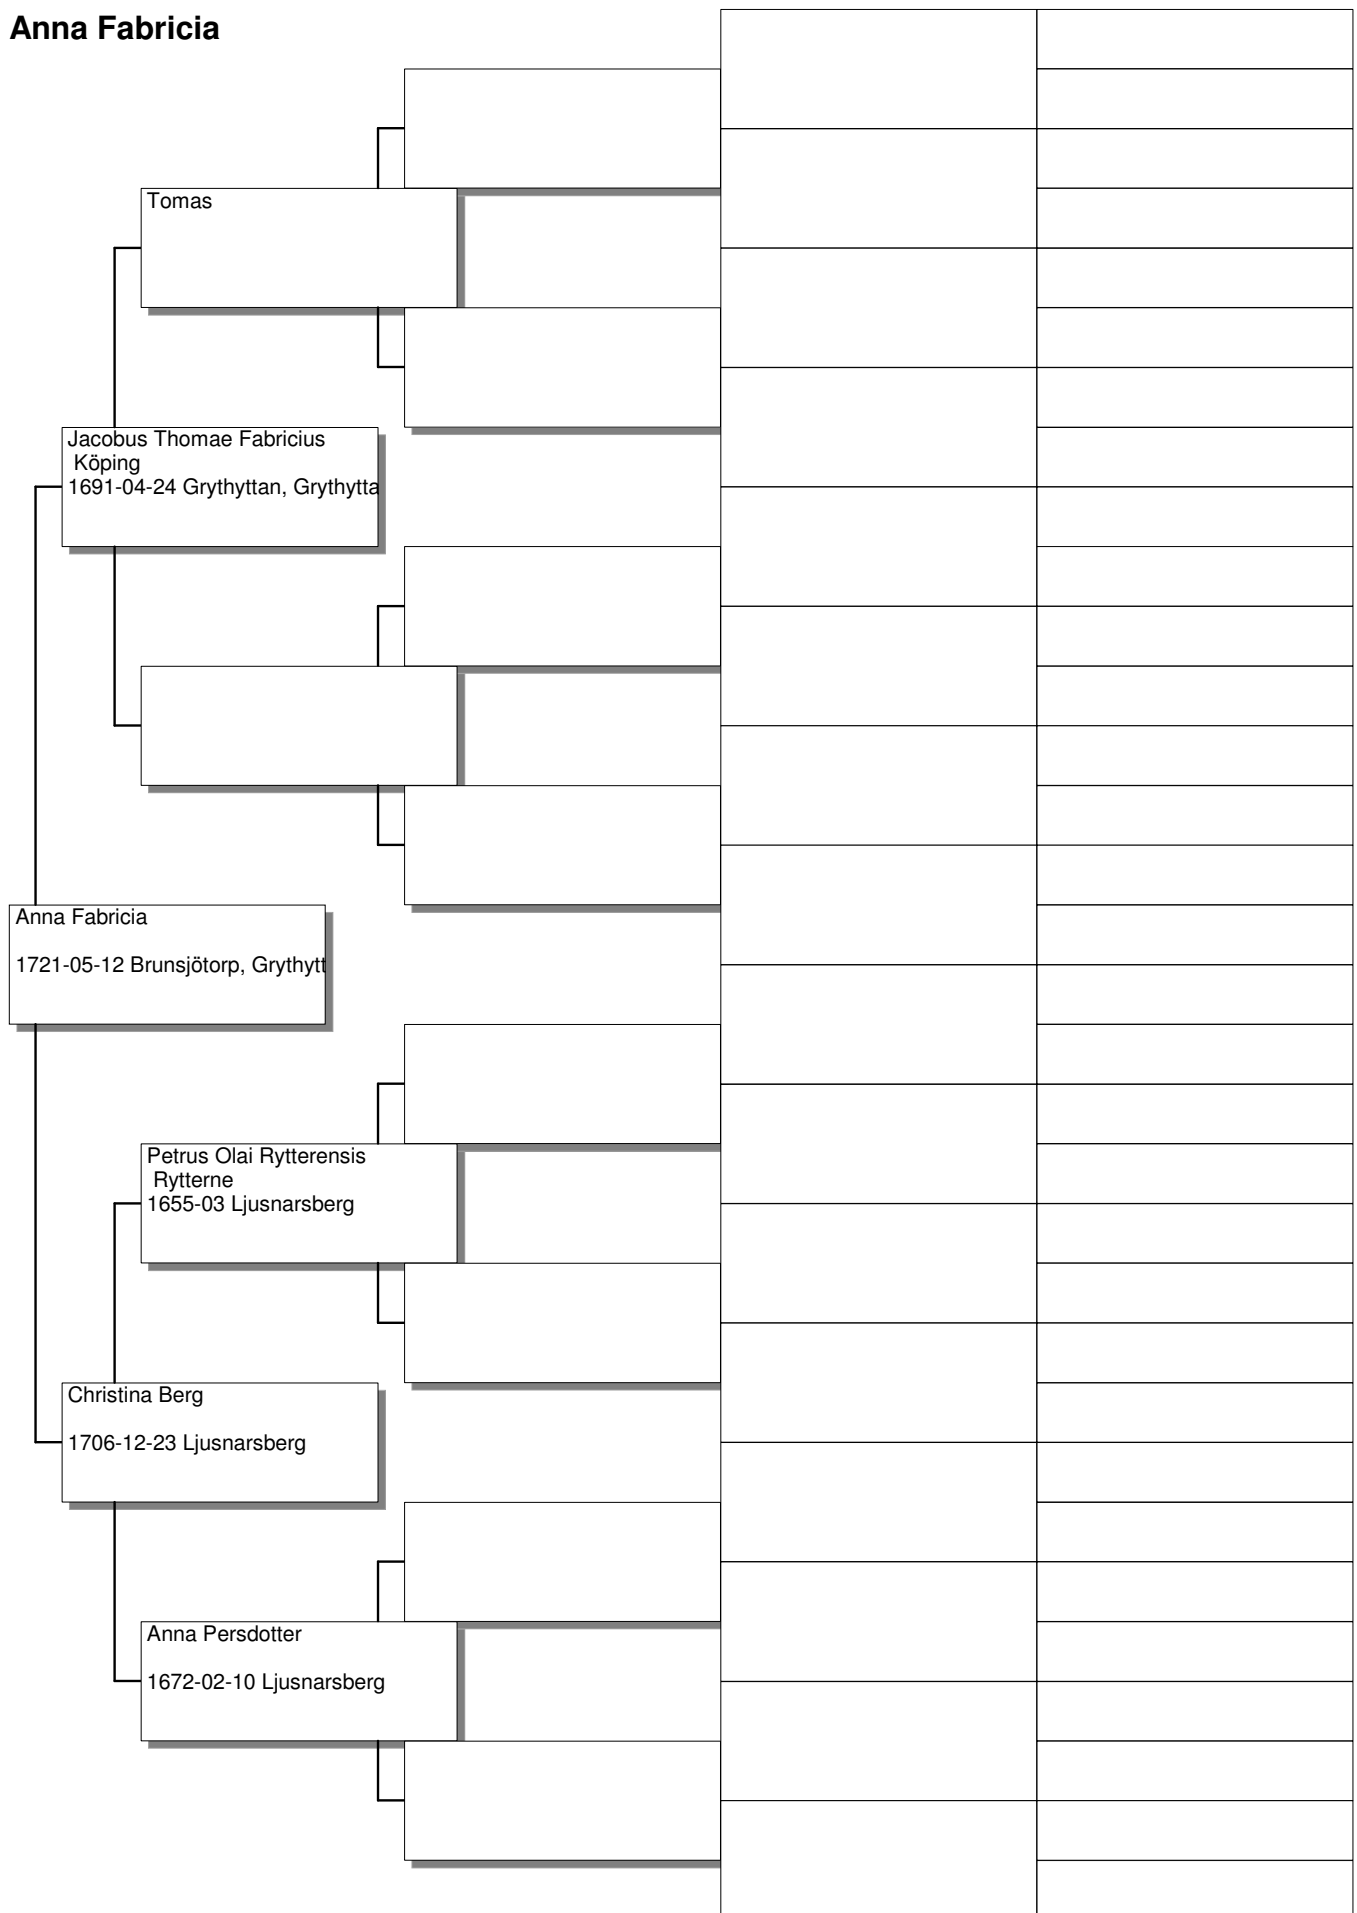 Anna Fabricia
Tomas
Jacobus Thomae Fabricius
Köping
1691-04-24 Grythyttan, Grythytta
Anna Fabricia
1721-05-12 Brunsjötorp, Grythytt
Petrus Olai Rytterensis
Rytterne
1655-03 Ljusnarsberg
Christina Berg
1706-12-23 Ljusnarsberg
Anna Persdotter
1672-02-10 Ljusnarsberg